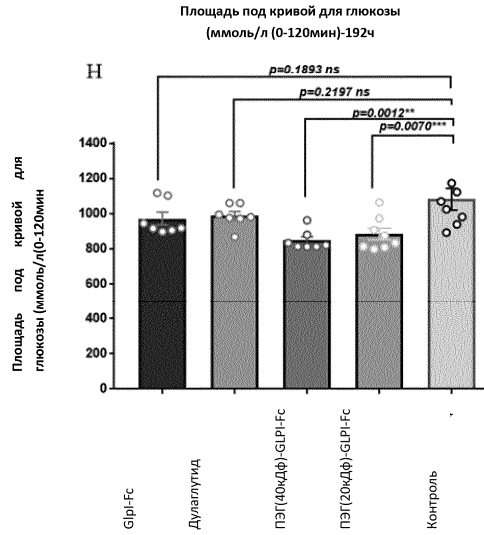 Площадь под кривой для глюкозы
(ммоль/л (0-120мин)-192ч
H
p=0.1893 ns
p=0.2197 ns
p=0.0012**
p=0.0070***
Площадь под кривой для
глюкозы (ммоль/л(0-120мин
1400
1200
1000
800
600
400
200
0
Glpl-Fc
Дулаглутид
ПЭГ(40кДф)-GLPI-Fc
ПЭГ(20кДф)-GLPI-Fc
Контроль